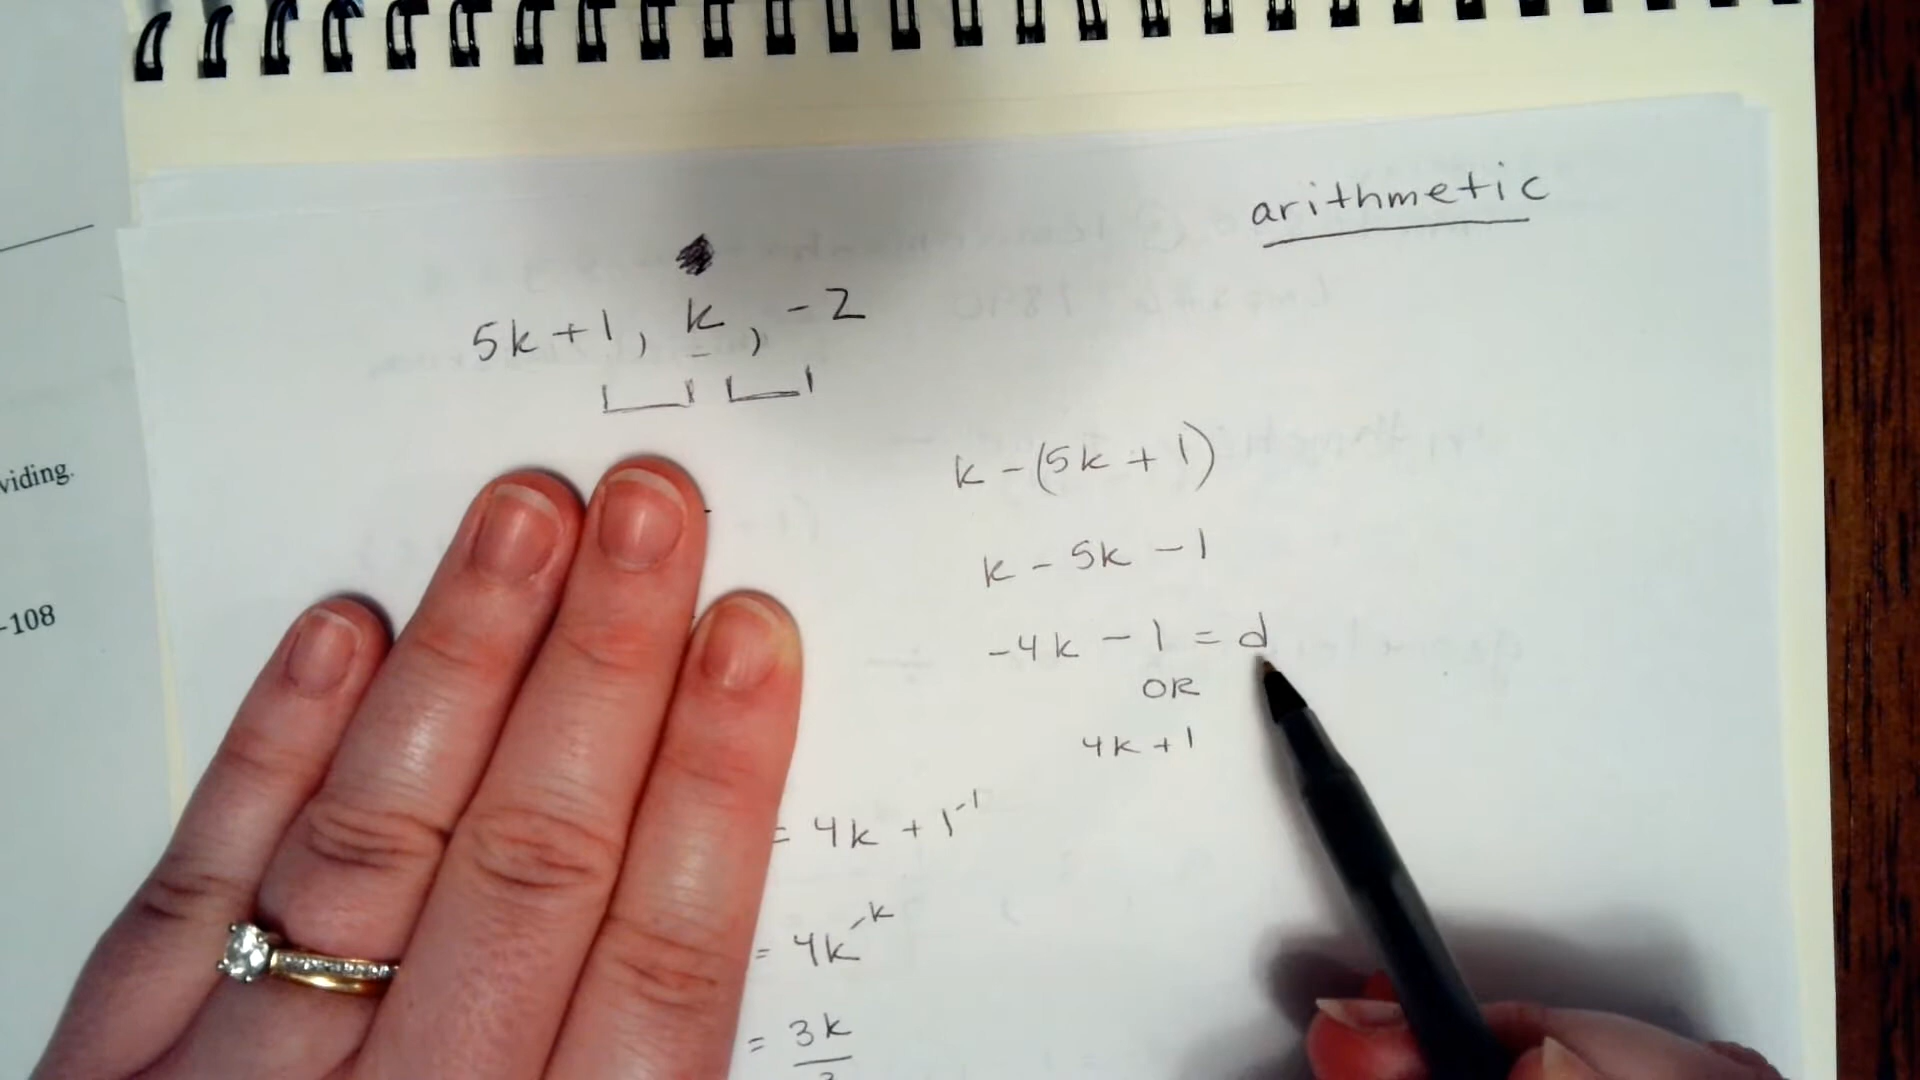 arithmetic
5k+1, k, -2
viding.
-108
k-(5k+1)
k-5k-1
-4k-1=d
OR
4k+1
= 4k+1 -1
= 4k -k
= 3k